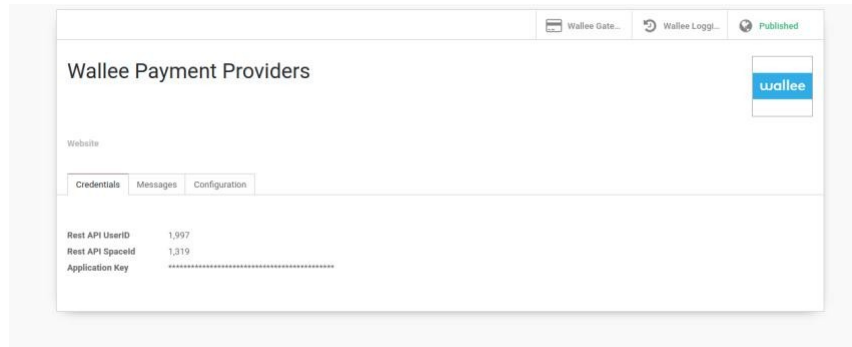 Wallee Gate...
Wallee Loggi...
Published
Wallee Payment Providers
wallee
Website
Credentials
Messages
Configuration
Rest API UserID 1,997
Rest API SpaceId 1,319
Application Key ********************************************